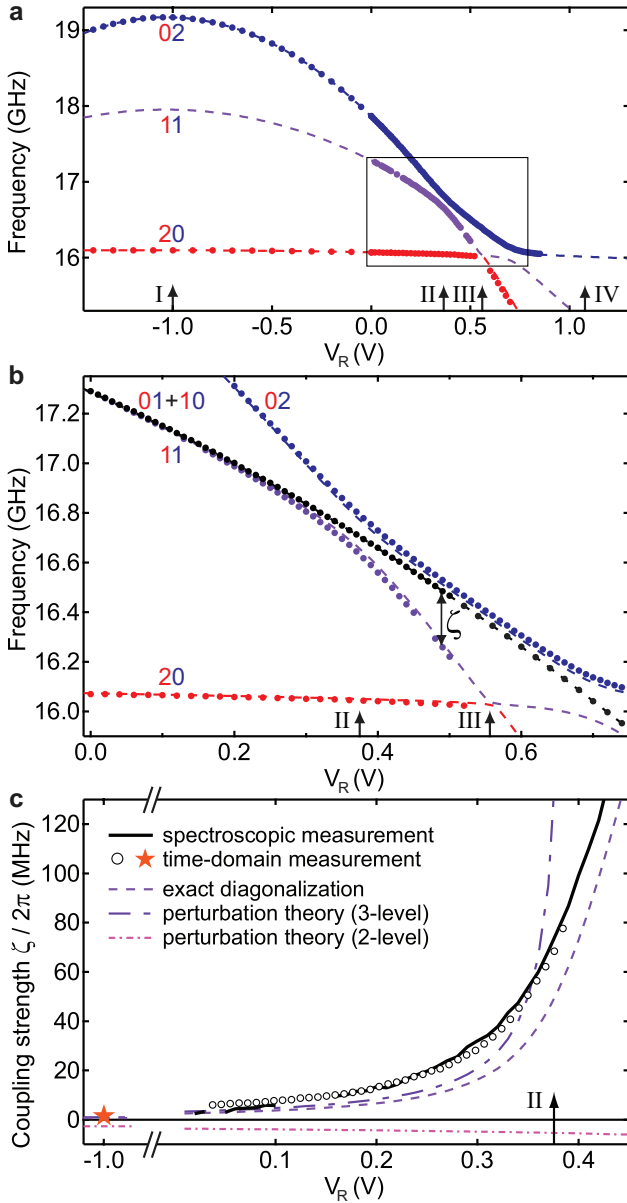 a
19
18
17
16
Frequency (GHz)
02
11
20
I
II
III
IV
-1.0
-0.5
0.0
0.5
1.0
V_R (V)
b
17.2
17.0
16.8
16.6
16.4
16.2
16.0
Frequency (GHz)
01+10
02
11
20
ζ
II
III
0.0
0.2
0.4
0.6
V_R (V)
c
120
100
80
60
40
20
0
Coupling strength ζ / 2π (MHz)
spectroscopic measurement
time-domain measurement
exact diagonalization
perturbation theory (3-level)
perturbation theory (2-level)
II
-1.0
0.1
0.2
0.3
0.4
V_R (V)